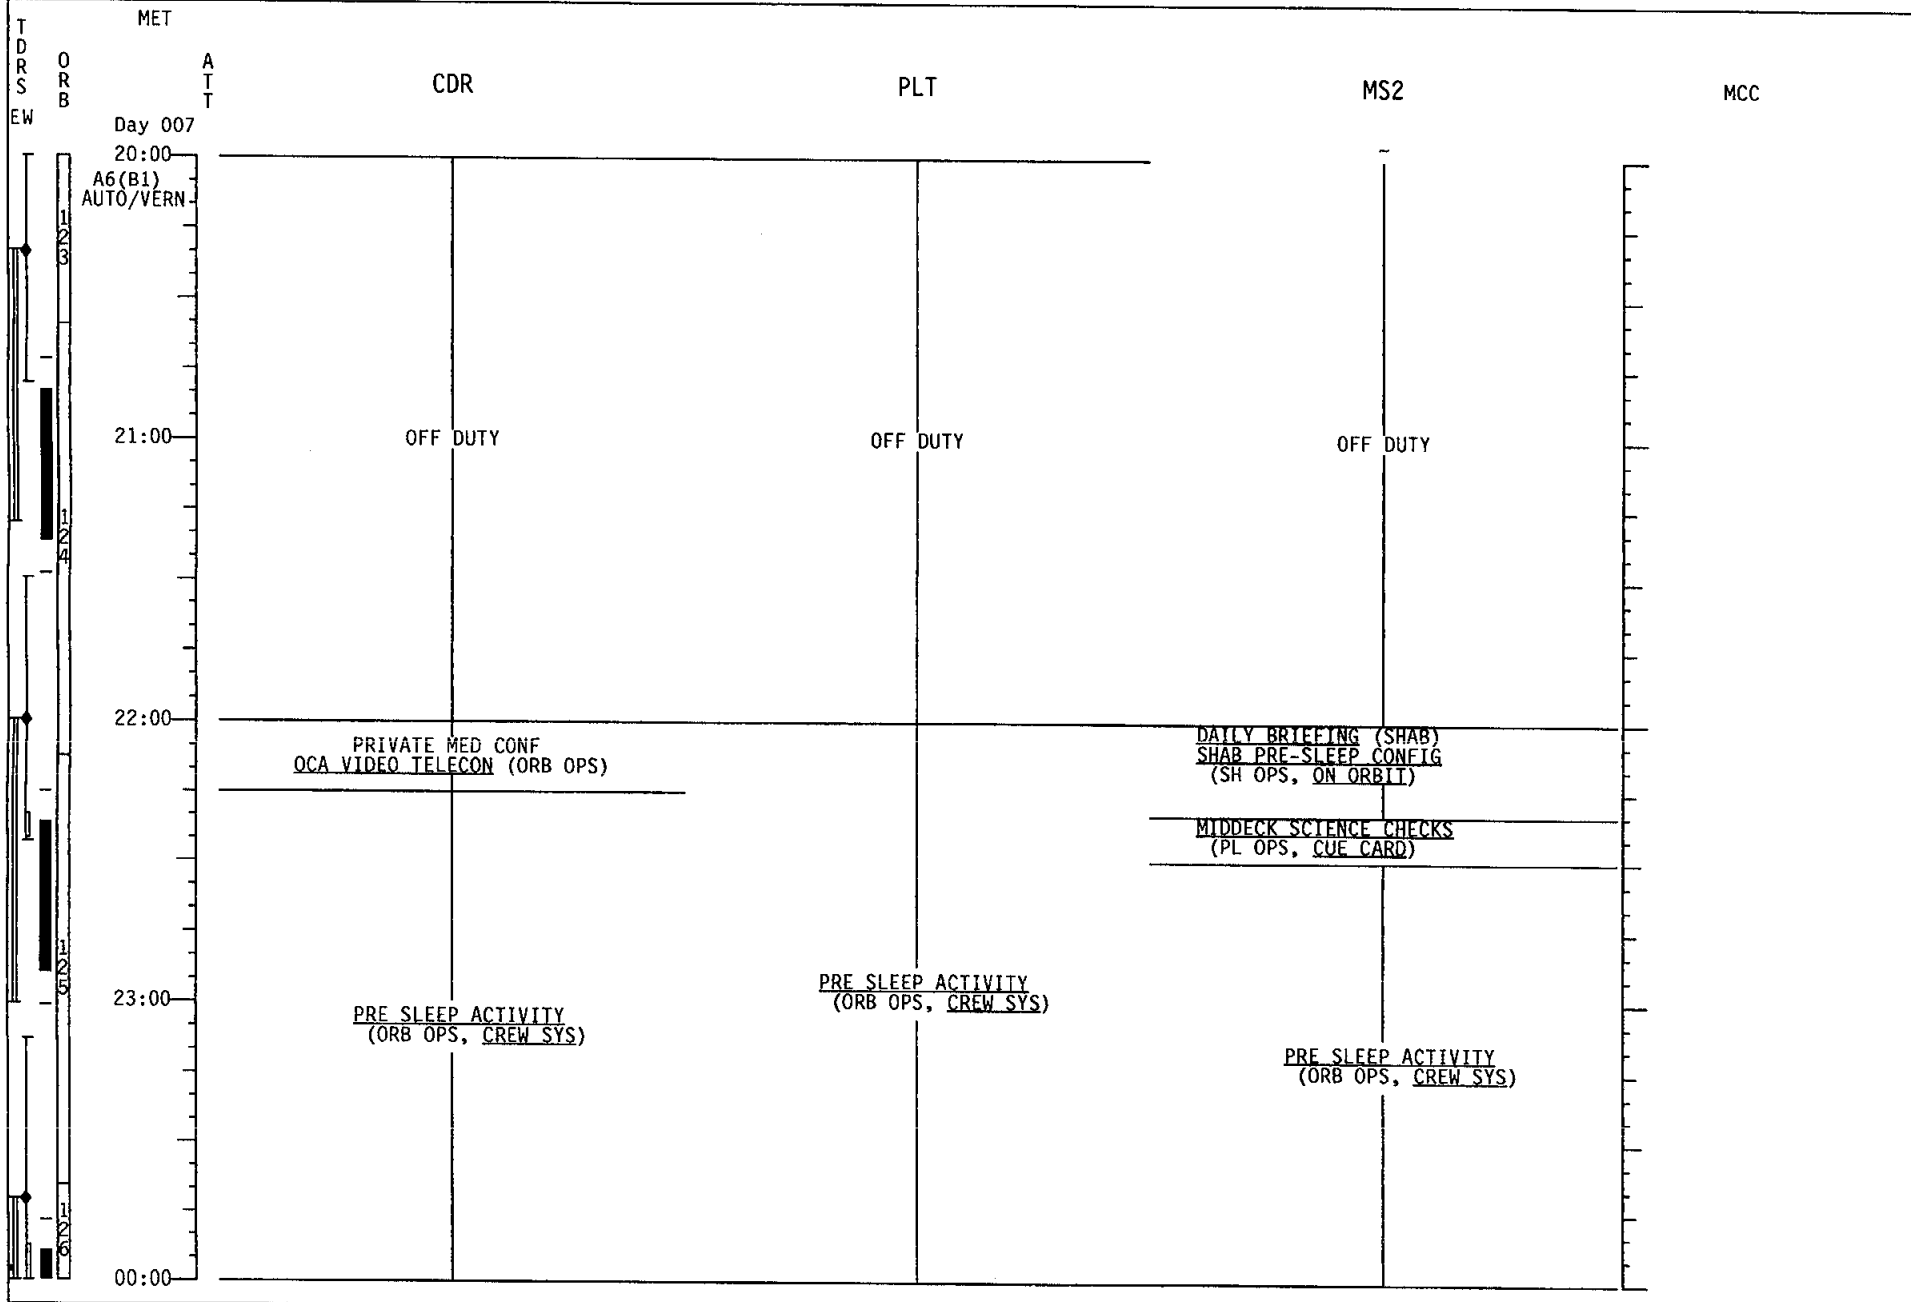 TDRS
EW
ORB
MET
ATT
CDR
PLT
MS2
MCC
Day 007
20:00
~
A6(B1)
AUTO/VERN
123
21:00
OFF DUTY
OFF DUTY
OFF DUTY
124
22:00
PRIVATE MED CONF
OCA VIDEO TELECON (ORB OPS)
DAILY BRIEFING (SHAB)
SHAB PRE-SLEEP CONFIG
(SH OPS, ON ORBIT)
MIDDECK SCIENCE CHECKS
(PL OPS, CUE CARD)
125
23:00
PRE SLEEP ACTIVITY
(ORB OPS, CREW SYS)
PRE SLEEP ACTIVITY
(ORB OPS, CREW SYS)
PRE SLEEP ACTIVITY
(ORB OPS, CREW SYS)
126
00:00